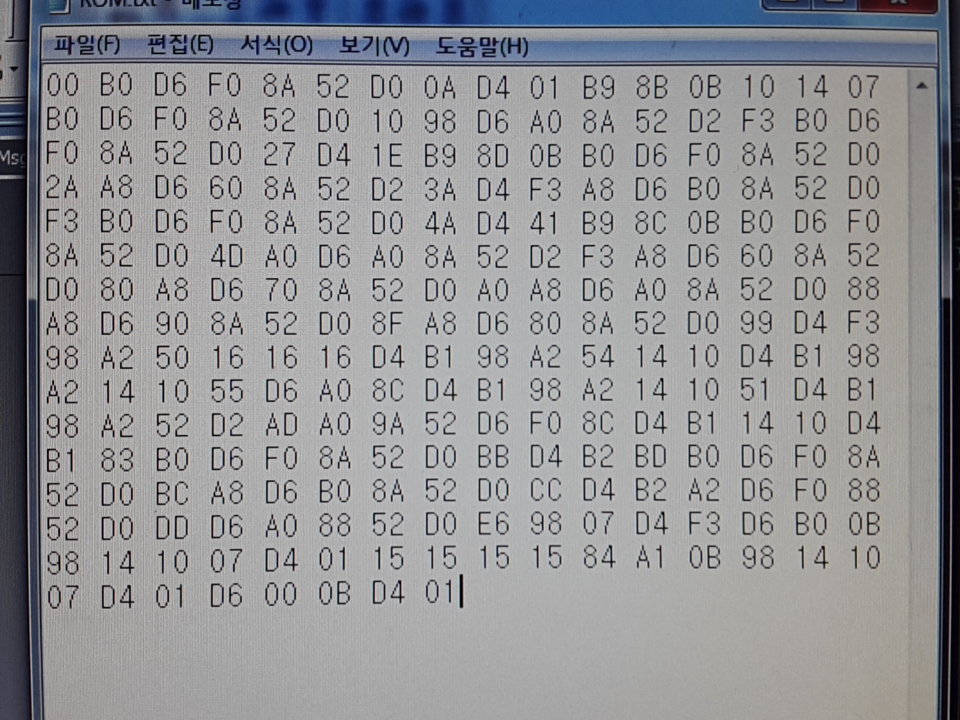 파일(F) 편집(E) 서식(O) 보기(V) 도움말(H)
00 B0 D6 F0 8A 52 D0 0A D4 01 B9 8B 0B 10 14 07
B0 D6 F0 8A 52 D0 10 98 D6 A0 8A 52 D2 F3 B0 D6
F0 8A 52 D0 27 D4 1E B9 8D 0B B0 D6 F0 8A 52 D0
2A A8 D6 60 8A 52 D2 3A D4 F3 A8 D6 B0 8A 52 D0
F3 B0 D6 F0 8A 52 D0 4A D4 41 B9 8C 0B B0 D6 F0
8A 52 D0 4D A0 D6 A0 8A 52 D2 F3 A8 D6 60 8A 52
D0 80 A8 D6 70 8A 52 D0 A0 A8 D6 A0 8A 52 D0 88
A8 D6 90 8A 52 D0 8F A8 D6 80 8A 52 D0 99 D4 F3
98 A2 50 16 16 16 D4 B1 98 A2 54 14 10 D4 B1 98
A2 14 10 55 D6 A0 8C D4 B1 98 A2 14 10 51 D4 B1
98 A2 52 D2 AD A0 9A 52 D6 F0 8C D4 B1 14 10 D4
B1 83 B0 D6 F0 8A 52 D0 BB D4 B2 BD B0 D6 F0 8A
52 D0 BC A8 D6 B0 8A 52 D0 CC D4 B2 A2 D6 F0 88
52 D0 DD D6 A0 88 52 D0 E6 98 07 D4 F3 D6 B0 0B
98 14 10 07 D4 01 15 15 15 15 84 A1 0B 98 14 10
07 D4 01 D6 00 0B D4 01